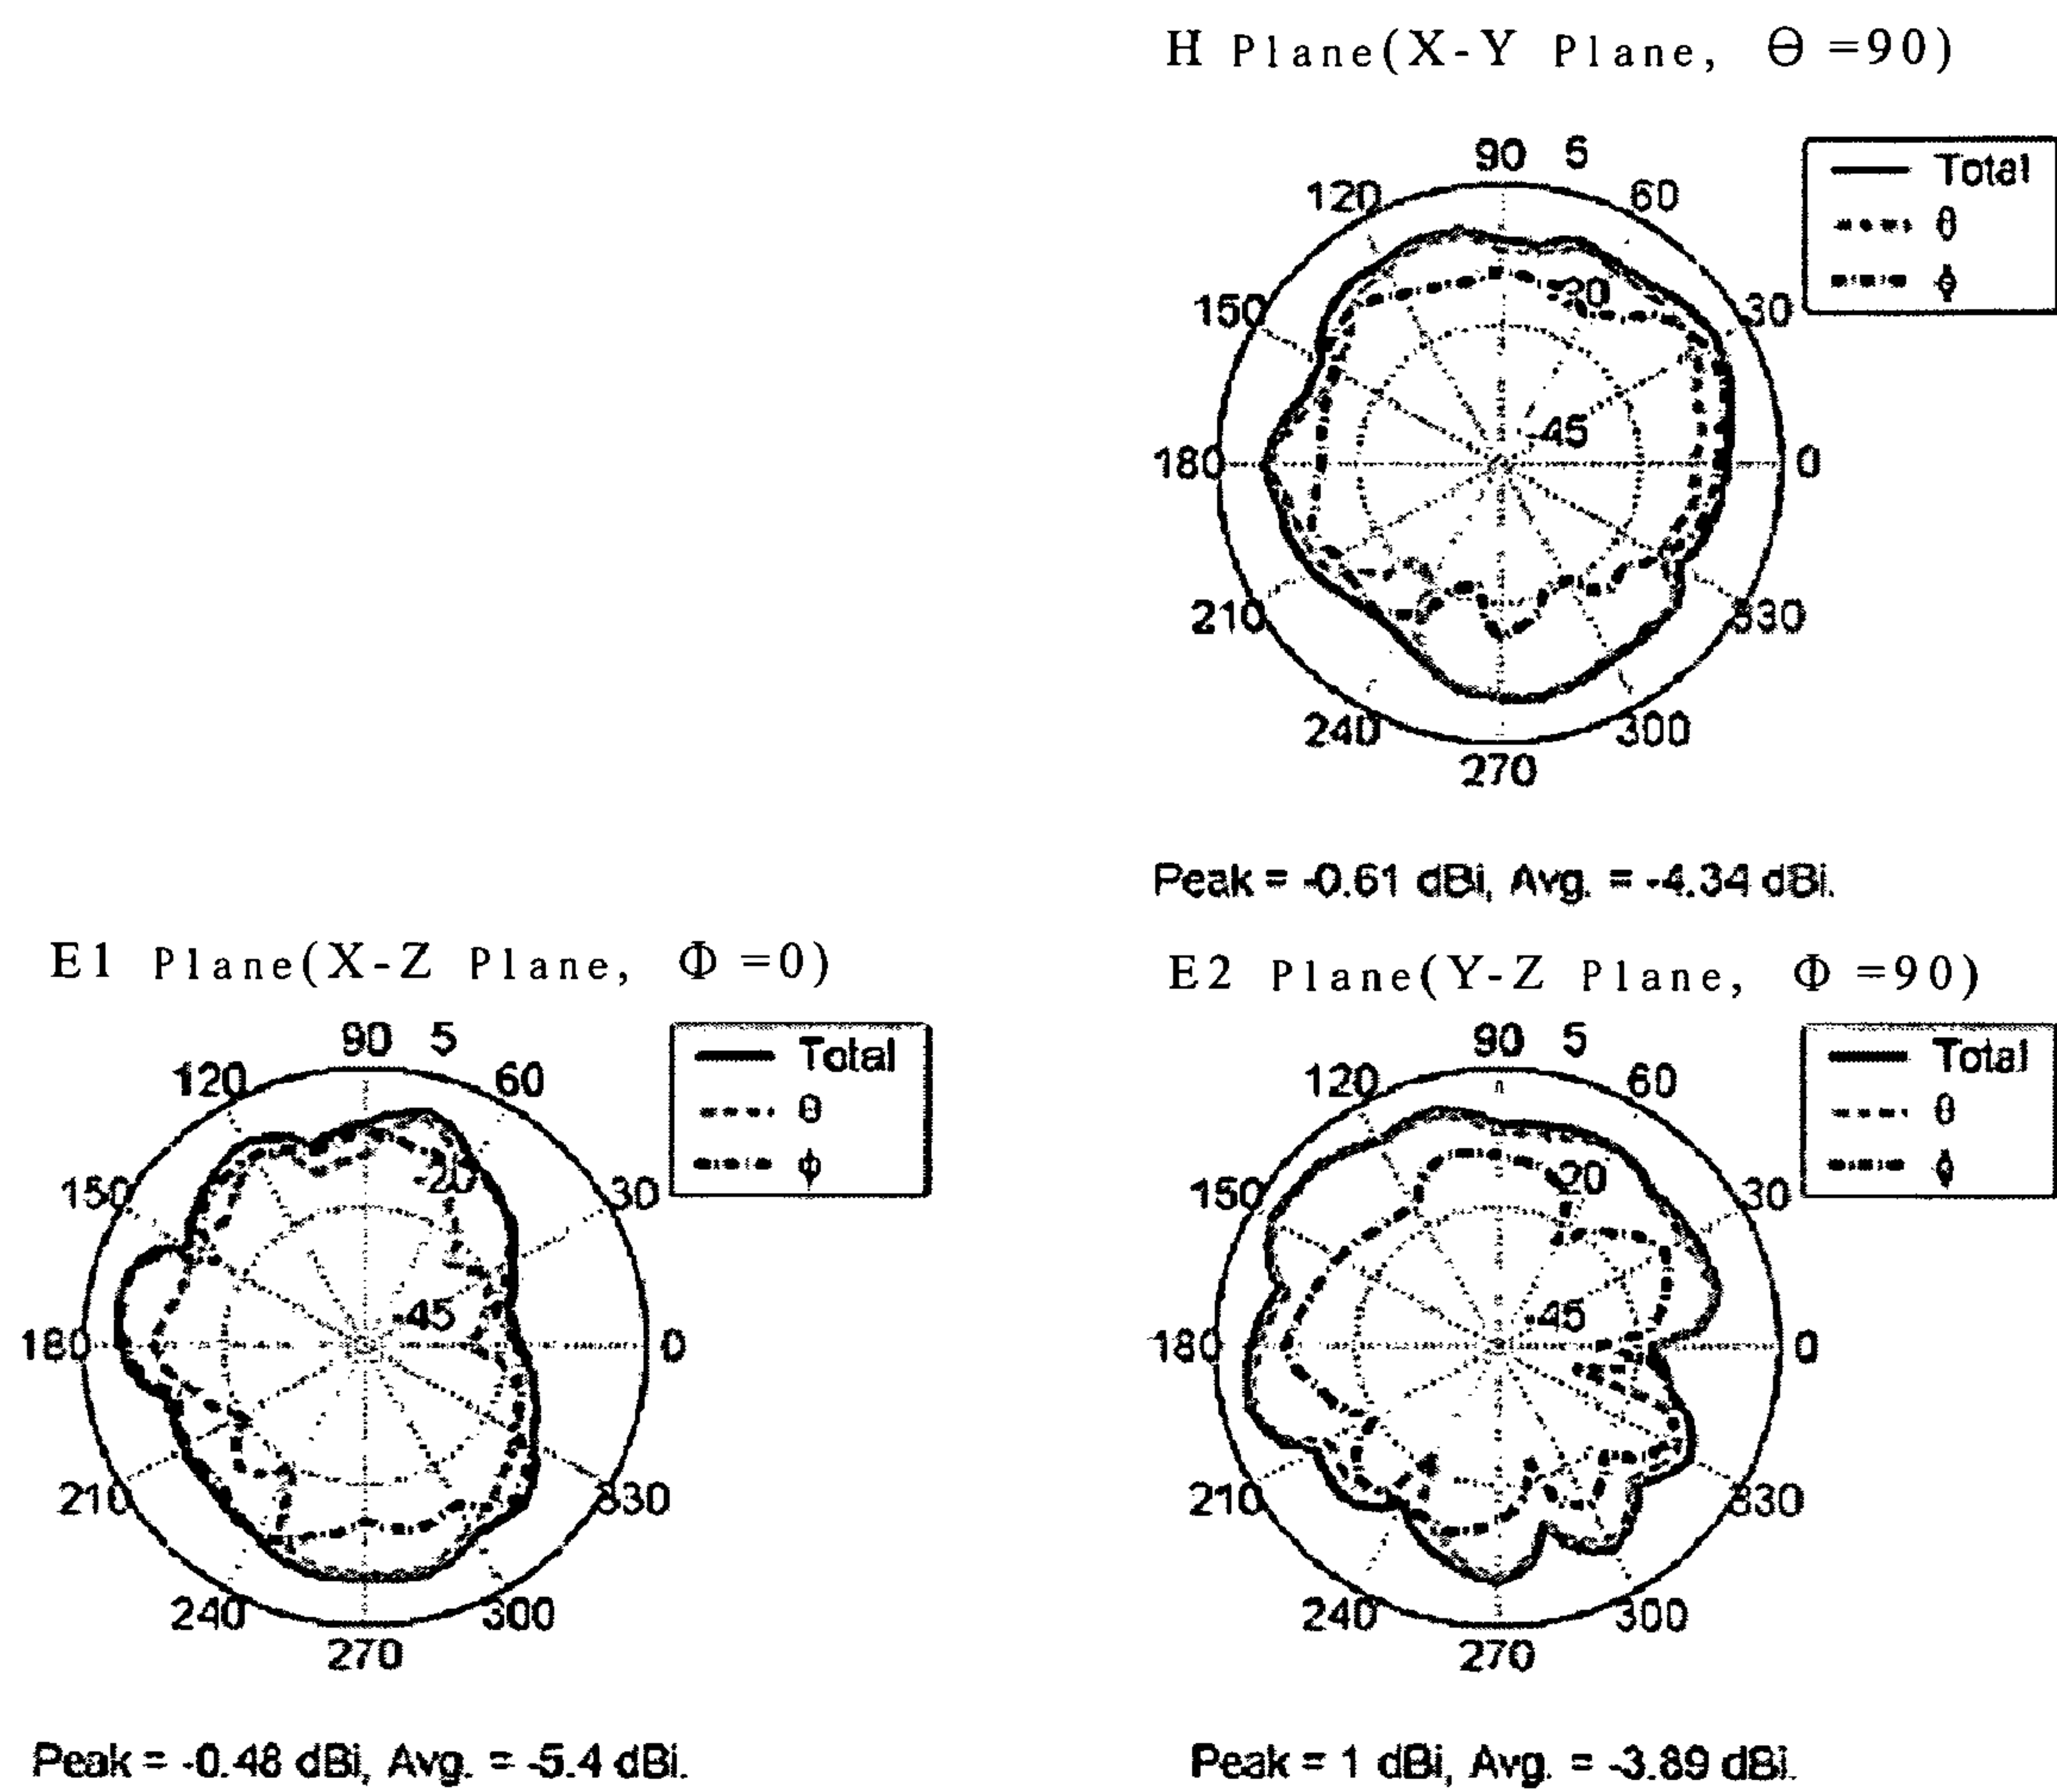 H Plane(X-Y Plane, Θ =90)
90 5
120 60
Total
θ
ϕ
150 -20 30
-45
180 0
210 330
240 300
270
Peak = -0.61 dBi, Avg. = -4.34 dBi.
E1 Plane(X-Z Plane, Φ =0)
90 5
120 60
Total
θ
ϕ
150 -20 30
-45
180 0
210 330
240 300
270
Peak = -0.48 dBi, Avg. = -5.4 dBi.
E2 Plane(Y-Z Plane, Φ =90)
90 5
120 60
Total
θ
ϕ
150 -20 30
-45
180 0
210 330
240 300
270
Peak = 1 dBi, Avg. = -3.89 dBi.